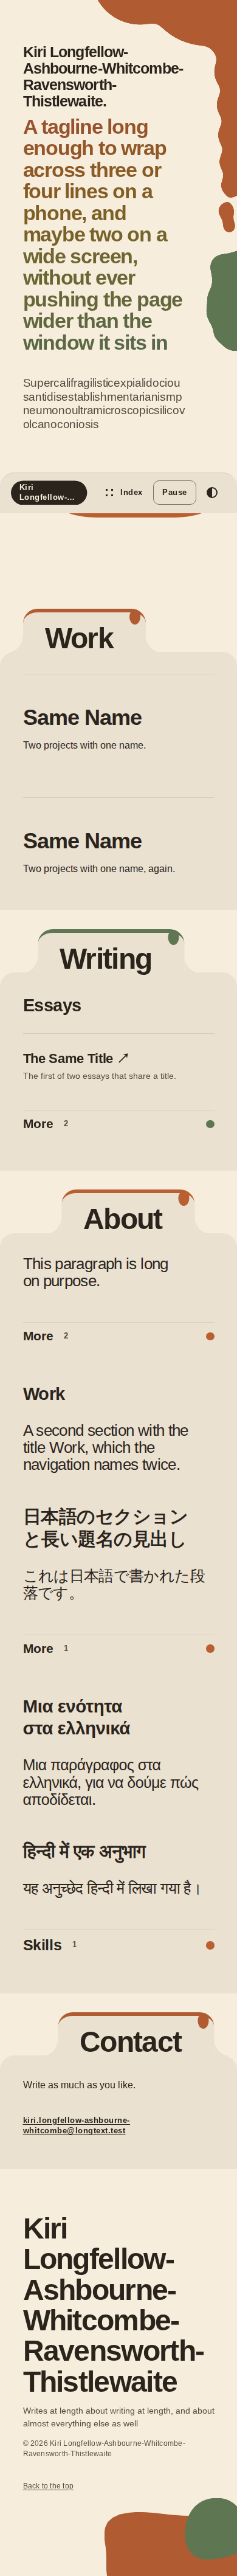 Kiri Longfellow-
Ashbourne-Whitcombe-
Ravensworth-
Thistlewaite.
A tagline long
enough to wrap
across three or
four lines on a
phone, and
maybe two on a
wide screen,
without ever
pushing the page
wider than the
window it sits in
Supercalifragilisticexpialidociou
santidisestablishmentarianismp
neumonoultramicroscopicsilicov
olcanoconiosis
Kiri
Longfellow-…
Index
Pause
Work
Same Name
Two projects with one name.
Same Name
Two projects with one name, again.
Writing
Essays
The Same Title ↗
The first of two essays that share a title.
More 2
About
This paragraph is long
on purpose.
More 2
Work
A second section with the
title Work, which the
navigation names twice.
日本語のセクション
と長い題名の見出し
これは日本語で書かれた段
落です。
More 1
Μια ενότητα
στα ελληνικά
Μια παράγραφος στα
ελληνικά, για να δούμε πώς
αποδίδεται.
हिन्दी में एक अनुभाग
यह अनुच्छेद हिन्दी में लिखा गया है।
Skills 1
Contact
Write as much as you like.
kiri.longfellow-ashbourne-
whitcombe@longtext.test
Kiri
Longfellow-
Ashbourne-
Whitcombe-
Ravensworth-
Thistlewaite
Writes at length about writing at length, and about
almost everything else as well
© 2026 Kiri Longfellow-Ashbourne-Whitcombe-
Ravensworth-Thistlewaite
Back to the top